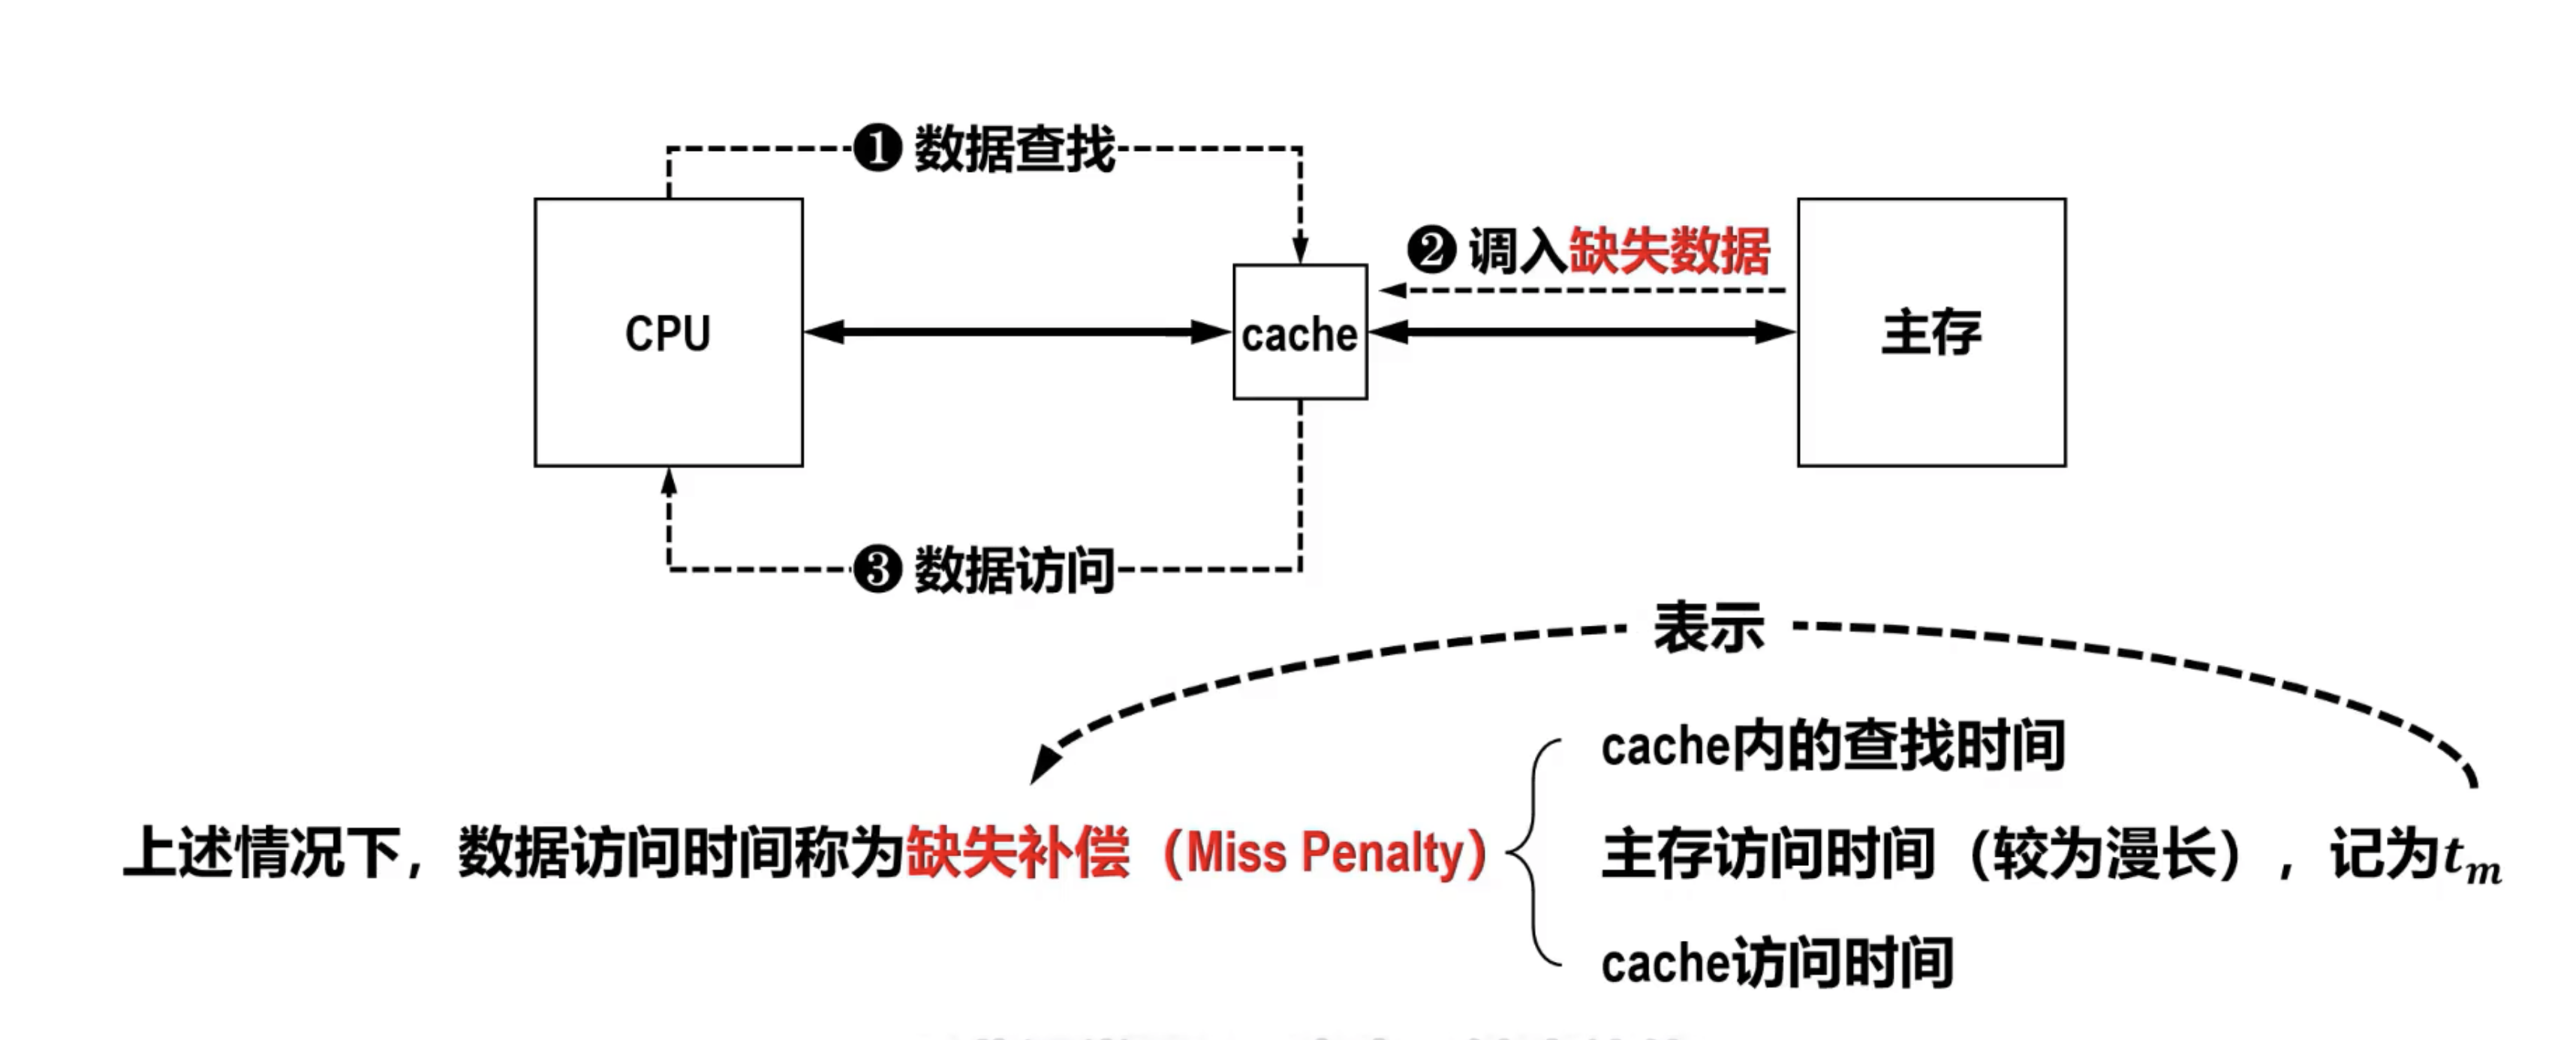 ❶ 数据查找
❷ 调入缺失数据
CPU
cache
主存
❸ 数据访问
表示
cache内的查找时间
上述情况下，数据访问时间称为缺失补偿（Miss Penalty）
主存访问时间（较为漫长），记为tₘ
cache访问时间